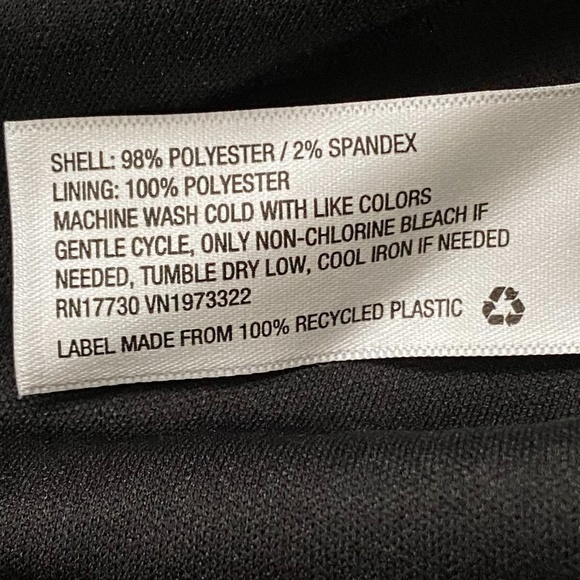 SHELL: 98% POLYESTER / 2% SPANDEX
LINING: 100% POLYESTER
MACHINE WASH COLD WITH LIKE COLORS
GENTLE CYCLE, ONLY NON-CHLORINE BLEACH IF
NEEDED, TUMBLE DRY LOW, COOL IRON IF NEEDED
RN17730 VN1973322
LABEL MADE FROM 100% RECYCLED PLASTIC